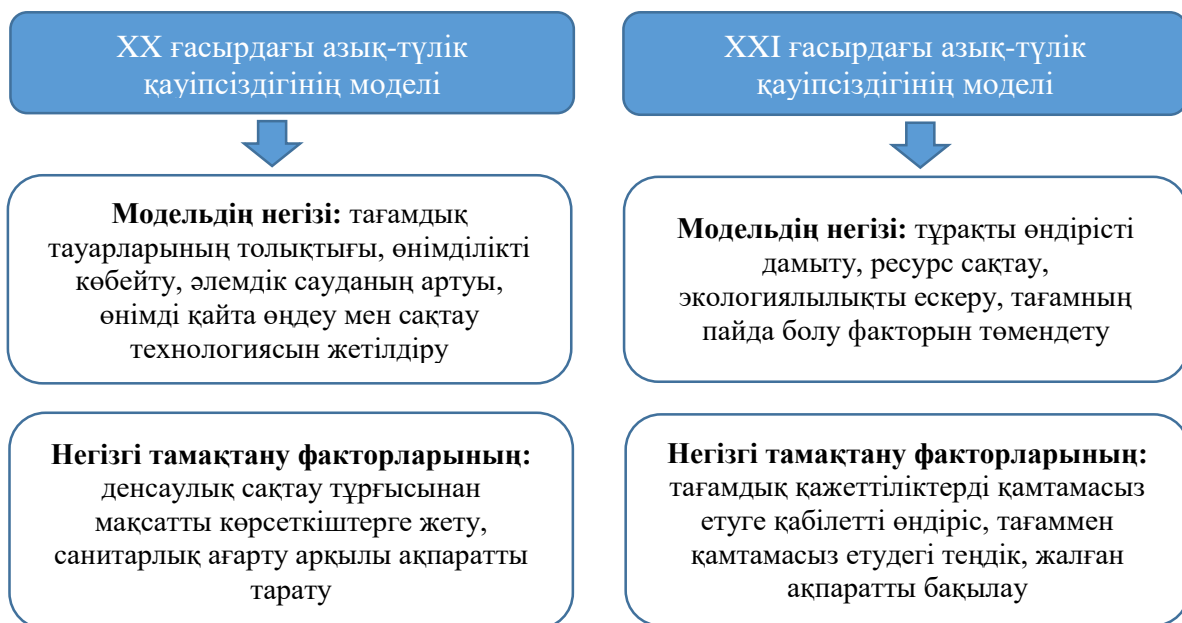 XX ғасырдағы азық-түлік
қауіпсіздігінің моделі
Модельдің негізі: тағамдық
тауарларының толықтығы, өнімділікті
көбейту, әлемдік сауданың артуы,
өнімді қайта өңдеу мен сақтау
технологиясын жетілдіру
Негізгі тамақтану факторларының:
денсаулық сақтау тұрғысынан
мақсатты көрсеткіштерге жету,
санитарлық ағарту арқылы ақпаратты
тарату
XXI ғасырдағы азық-түлік
қауіпсіздігінің моделі
Модельдің негізі: тұрақты өндірісті
дамыту, ресурс сақтау,
экологиялылықты ескеру, тағамның
пайда болу факторын төмендету
Негізгі тамақтану факторларының:
тағамдық қажеттіліктерді қамтамасыз
етуге қабілетті өндіріс, тағаммен
қамтамасыз етудегі теңдік, жалған
ақпаратты бақылау